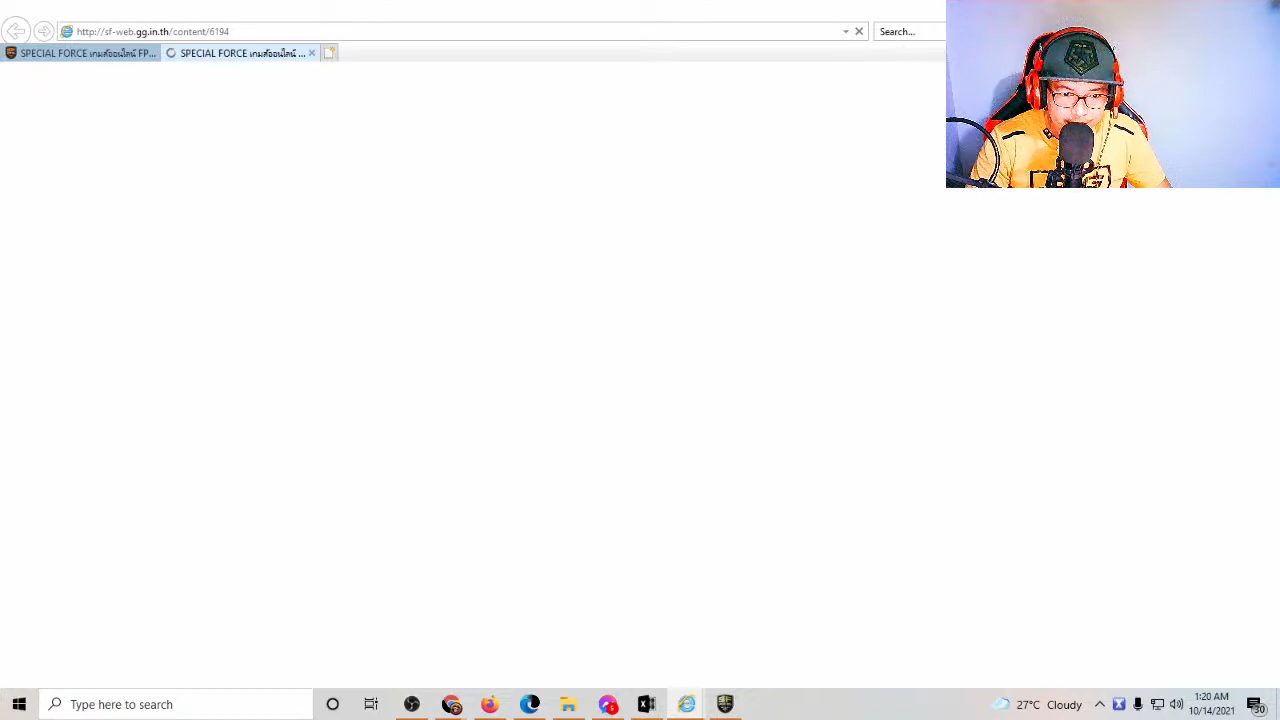 http://sf-web.gg.in.th/content/6194
Search...
SPECIAL FORCE เกมส์ออนไลน์ FP...
SPECIAL FORCE เกมส์ออนไลน์ ...
Type here to search
27°C Cloudy
1:20 AM
10/14/2021
30